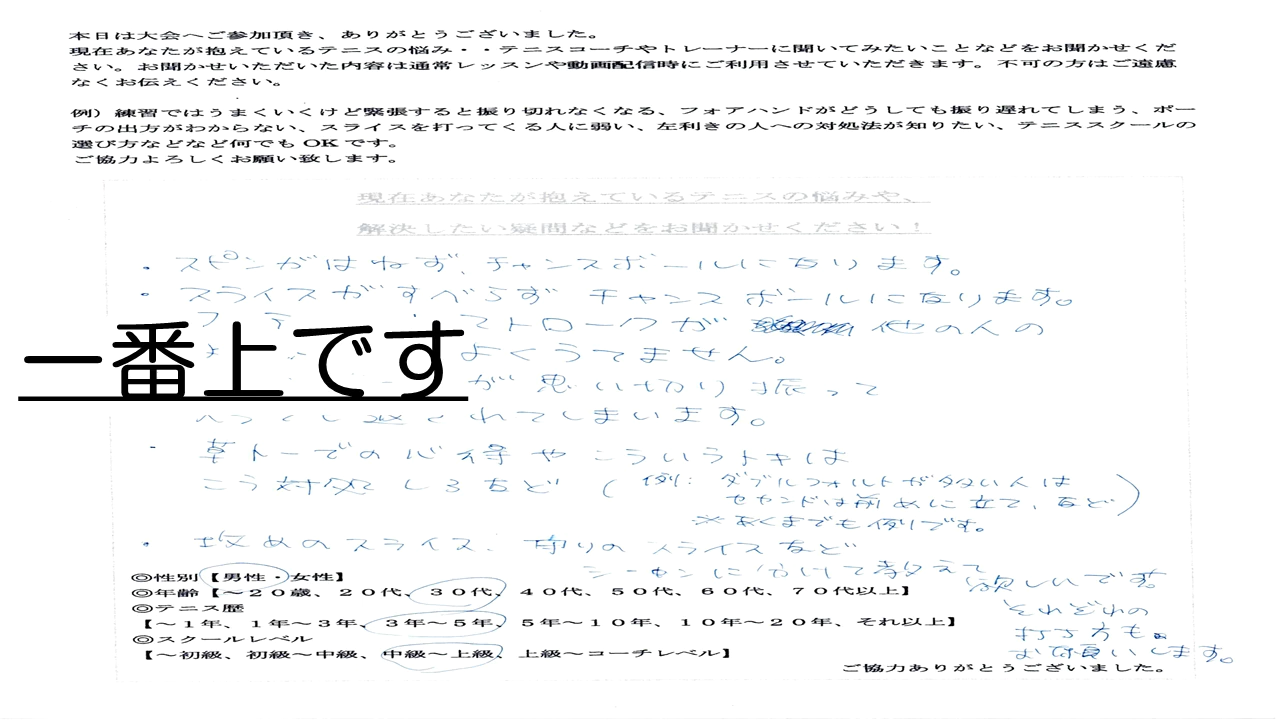 本日は大会へご参加頂き、ありがとうございました。
現在あなたが抱えているテニスの悩み・・テニスコーチやトレーナーに聞いてみたいことなどをお聞かせくだ
さい。お聞かせいただいた内容は通常レッスンや動画配信時にご利用させていただきます。不可の方はご遠慮
なくお伝えください。
例）練習ではうまくいくけど緊張すると振り切れなくなる、フォアハンドがどうしても振り遅れてしまう、ポー
チの出方がわからない、スライスを打ってくる人に弱い、左利きの人への対処法が知りたい、テニススクールの
選び方などなど何でも OK です。
ご協力よろしくお願い致します。
現在あなたが抱えているテニスの悩みや、
解決したい疑問などをお聞かせください！
・スピンがはねず、チャンスボールになります。
・スライスがすべらず チャンスボールになります。
ストロークが 他の人の
よくうてません。
一番上です
が 思い切り 振って
されてしまいます。
・草トーでの心得や こういうトキは
こう対処しろなど (例: ダブルフォルトが多い人は
セカンドは前めに立て、など)
※あくまでも例りです。
・攻めのスライス、守りのスライスなど
シーンに分けて教えて
欲しいです。
それぞれの
打ち方も。
お願いします。
◎性別【男性・女性】
◎年齢【～２０歳、２０代、３０代、４０代、５０代、６０代、７０代以上】
◎テニス歴
【～１年、１年～３年、３年～５年、５年～１０年、１０年～２０年、それ以上】
◎スクールレベル
【～初級、初級～中級、中級～上級、上級～コーチレベル】
ご協力ありがとうございました。